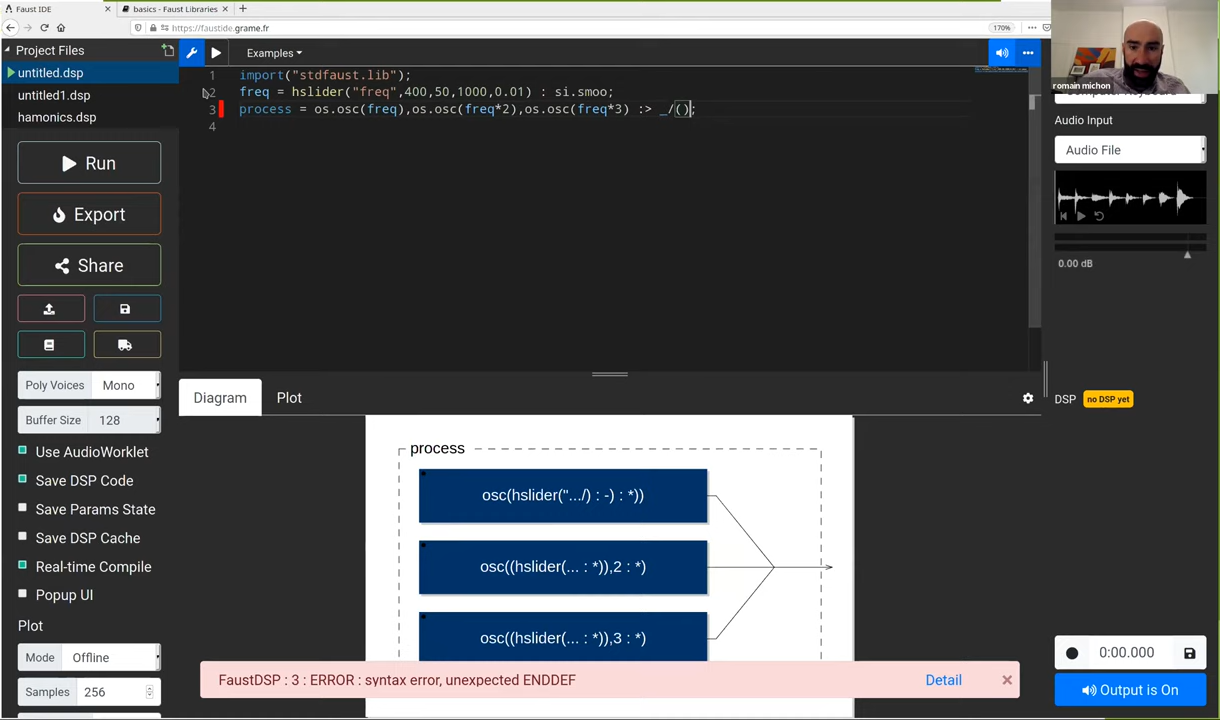 Faust IDE
basics - Faust Libraries
https://faustide.grame.fr
170%
Project Files
untitled.dsp
untitled1.dsp
hamonics.dsp
Run
Export
Share
Poly Voices
Mono
Buffer Size
128
Use AudioWorklet
Save DSP Code
Save Params State
Save DSP Cache
Real-time Compile
Popup UI
Plot
Mode
Offline
Samples
256
Examples
1 import("stdfaust.lib");
2 freq = hslider("freq",400,50,1000,0.01) : si.smoo;
3 process = os.osc(freq),os.osc(freq*2),os.osc(freq*3) :> _/();
4
Diagram
Plot
process
osc(hslider(".../) : -) : *))
osc((hslider(... : *)),2 : *)
osc((hslider(... : *)),3 : *)
FaustDSP : 3 : ERROR : syntax error, unexpected ENDDEF
Detail
romain michon
Audio Input
Audio File
0.00 dB
DSP
no DSP yet
0:00.000
Output is On